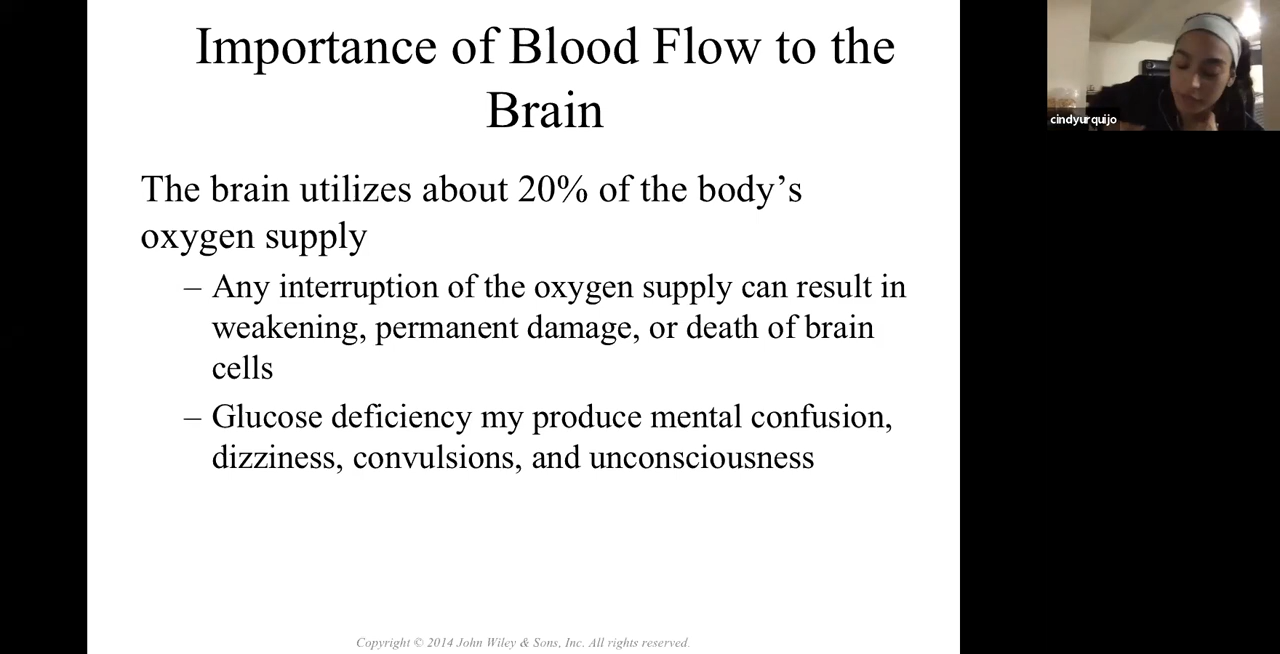 Importance of Blood Flow to the
Brain
The brain utilizes about 20% of the body’s
oxygen supply
– Any interruption of the oxygen supply can result in
weakening, permanent damage, or death of brain
cells
– Glucose deficiency my produce mental confusion,
dizziness, convulsions, and unconsciousness
Copyright © 2014 John Wiley & Sons, Inc. All rights reserved.
cindyurquijo